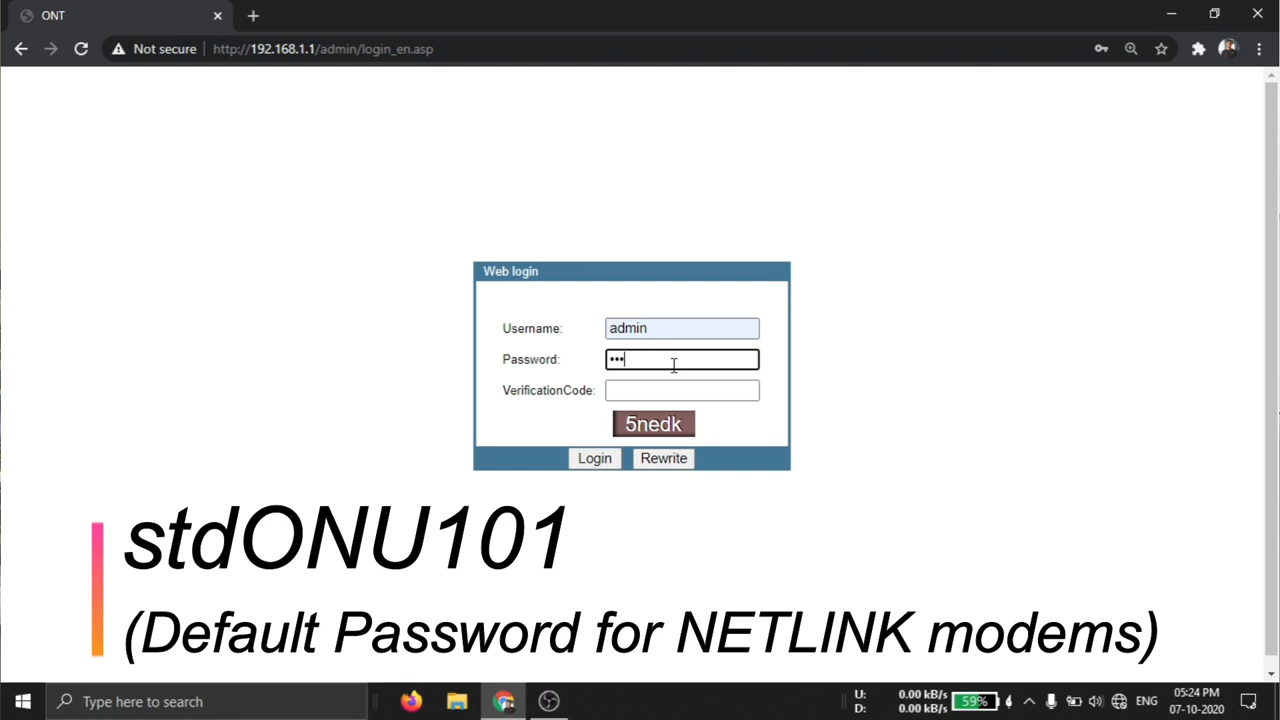 ONT
Not secure
http://192.168.1.1/admin/login_en.asp
Web login
Username: admin
Password: •••
VerificationCode:
5nedk
Login Rewrite
stdONU101
(Default Password for NETLINK modems)
Type here to search
U: 0.00 kB/s
D: 0.00 kB/s
59%
ENG
05:24 PM
07-10-2020